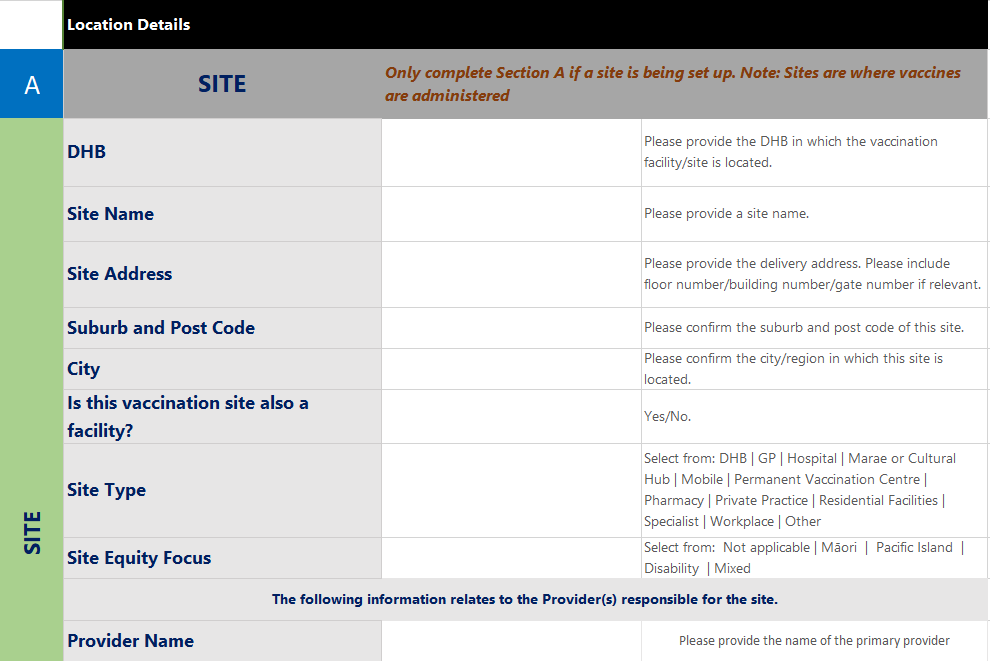 Location Details
A
SITE
Only complete Section A if a site is being set up. Note: Sites are where vaccines
are administered
SITE
DHB
Please provide the DHB in which the vaccination
facility/site is located.
Site Name
Please provide a site name.
Site Address
Please provide the delivery address. Please include
floor number/building number/gate number if relevant.
Suburb and Post Code
Please confirm the suburb and post code of this site.
City
Please confirm the city/region in which this site is
located.
Is this vaccination site also a
facility?
Yes/No.
Site Type
Select from: DHB | GP | Hospital | Marae or Cultural
Hub | Mobile | Permanent Vaccination Centre |
Pharmacy | Private Practice | Residential Facilities |
Specialist | Workplace | Other
Site Equity Focus
Select from:  Not applicable | Māori  |  Pacific Island  |
Disability  | Mixed
The following information relates to the Provider(s) responsible for the site.
Provider Name
Please provide the name of the primary provider